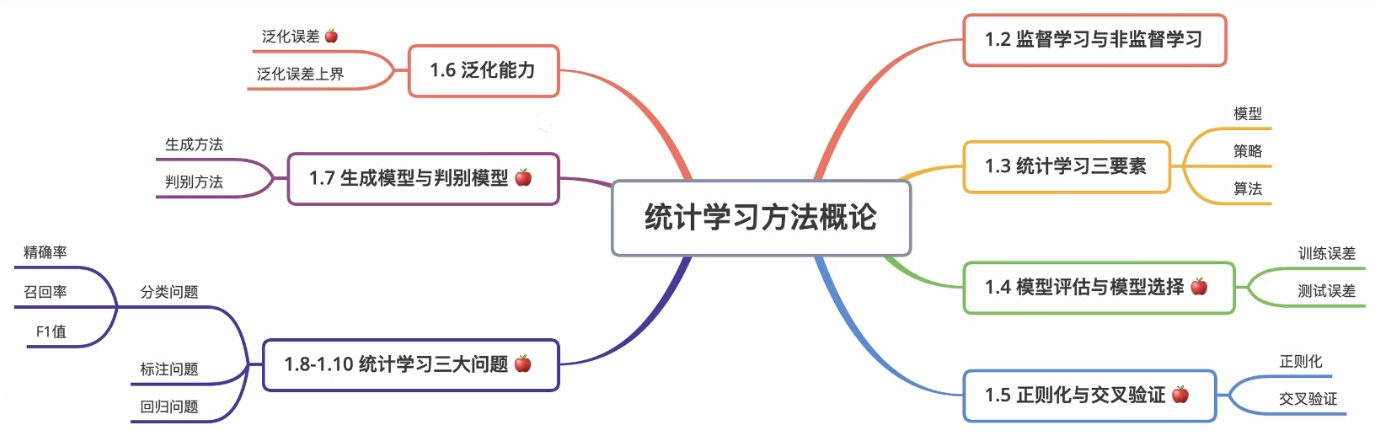 统计学习方法概论
1.2 监督学习与非监督学习
1.3 统计学习三要素
模型
策略
算法
1.4 模型评估与模型选择
训练误差
测试误差
1.5 正则化与交叉验证
正则化
交叉验证
1.6 泛化能力
泛化误差
泛化误差上界
1.7 生成模型与判别模型
生成方法
判别方法
1.8-1.10 统计学习三大问题
分类问题
精确率
召回率
F1值
标注问题
回归问题